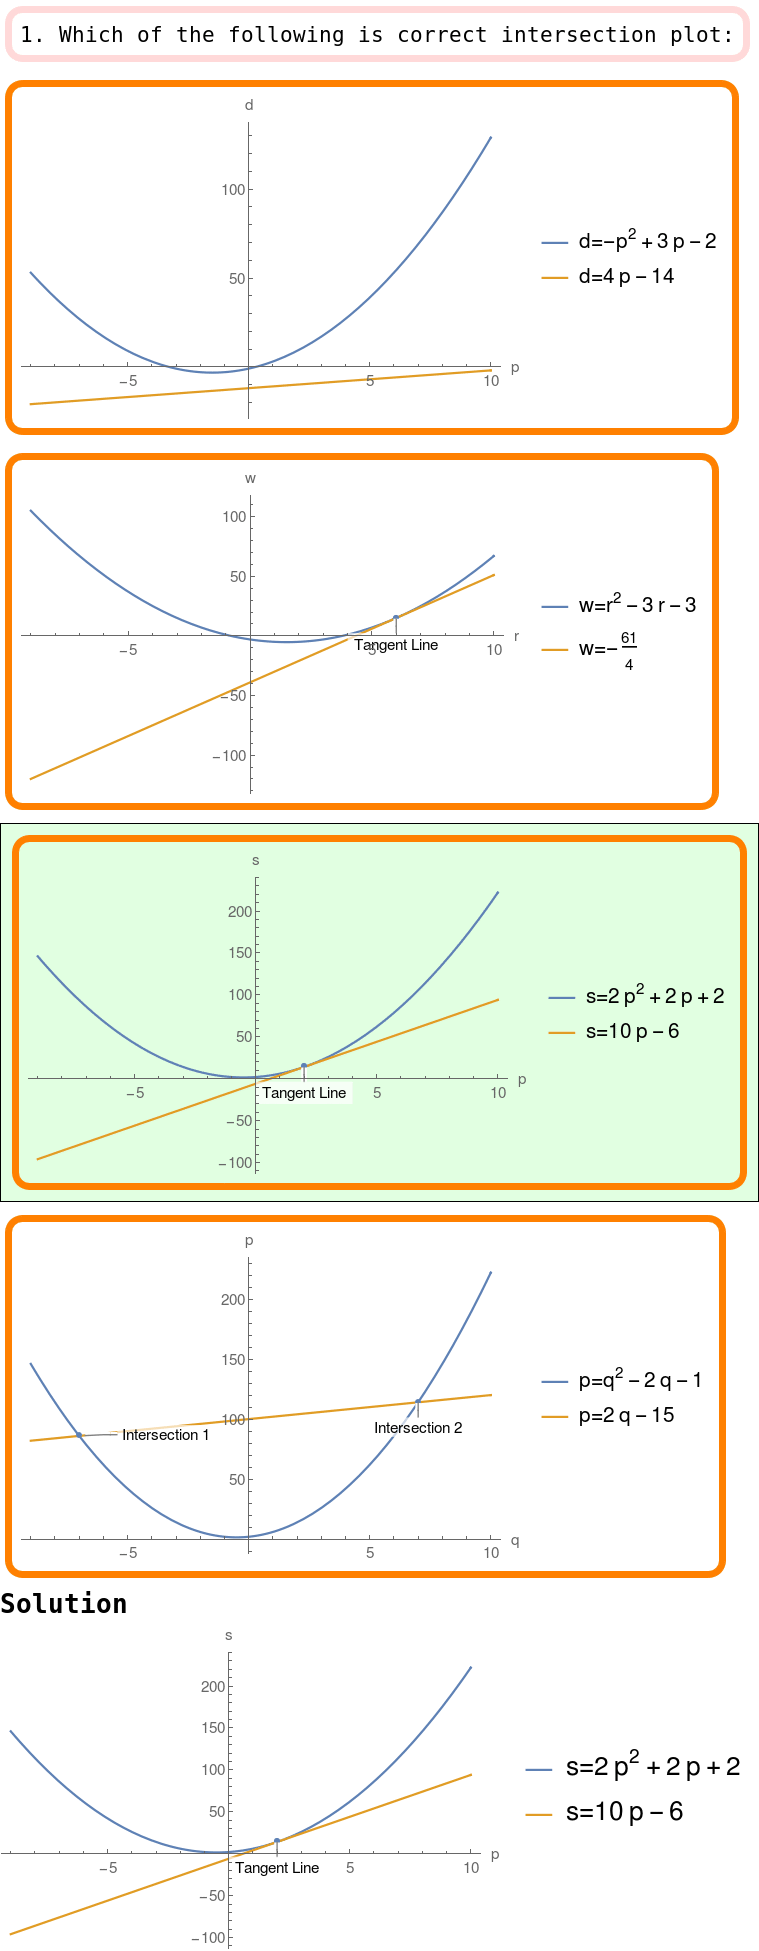 1. Which of the following is correct intersection plot:
d
100
50
−5
5
10
p
d=−p² + 3 p − 2
d=4 p − 14
w
100
50
−5
5
10
r
Tangent Line
−50
−100
w=r² − 3 r − 3
w=− 61
4
s
200
150
100
50
−5
5
10
p
Tangent Line
−50
−100
s=2 p² + 2 p + 2
s=10 p − 6
p
200
150
100
50
Intersection 1
Intersection 2
−5
5
10
q
p=q² − 2 q − 1
p=2 q − 15
Solution
s
200
150
100
50
−5
5
10
p
Tangent Line
−50
−100
s=2 p² + 2 p + 2
s=10 p − 6